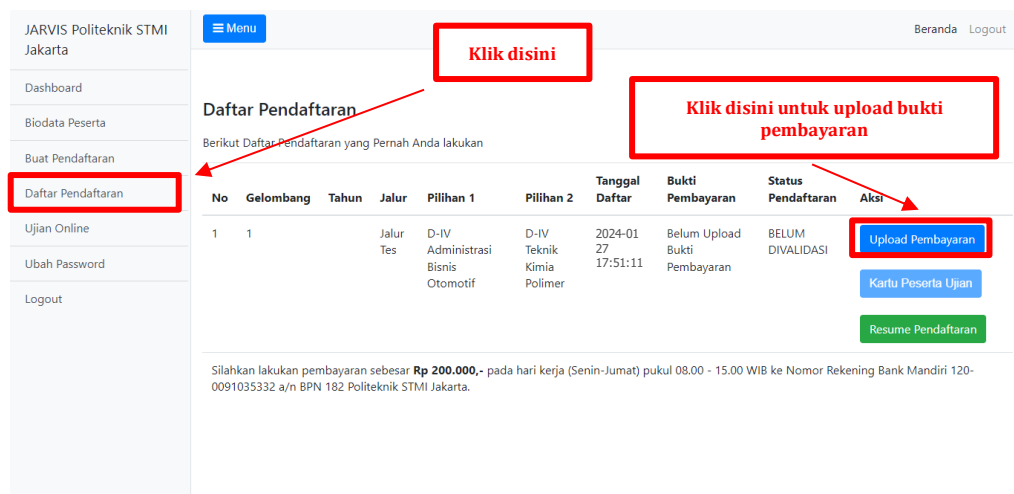 JARVIS Politeknik STMI
Jakarta
Dashboard
Biodata Peserta
Buat Pendaftaran
Daftar Pendaftaran
Ujian Online
Ubah Password
Logout
Menu
Beranda Logout
Klik disini
Klik disini untuk upload bukti
pembayaran
Daftar Pendaftaran
Berikut Daftar Pendaftaran yang Pernah Anda lakukan
No Gelombang Tahun Jalur Pilihan 1 Pilihan 2 Tanggal Daftar Bukti Pembayaran Status Pendaftaran Aksi
1 1 Jalur Tes D-IV Administrasi Bisnis Otomotif D-IV Teknik Kimia Polimer 2024-01 27 17:51:11 Belum Upload Bukti Pembayaran BELUM DIVALIDASI
Upload Pembayaran
Kartu Peserta Ujian
Resume Pendaftaran
Silahkan lakukan pembayaran sebesar Rp 200.000,- pada hari kerja (Senin-Jumat) pukul 08.00 - 15.00 WIB ke Nomor Rekening Bank Mandiri 120-
0091035332 a/n BPN 182 Politeknik STMI Jakarta.